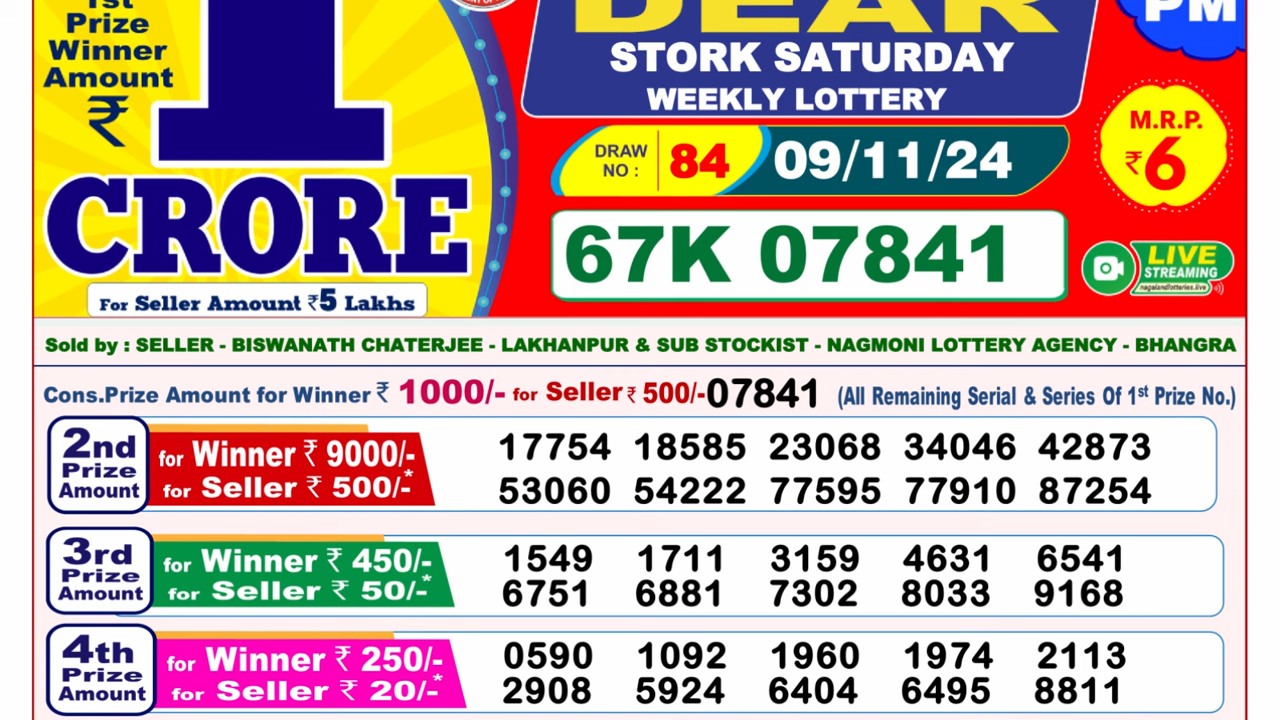 1st
Prize
Winner
Amount
₹
1
CRORE
For Seller Amount ₹5 Lakhs
DEAR
STORK SATURDAY
WEEKLY LOTTERY
PM
DRAW NO : 84 09/11/24
M.R.P.
₹6
67K 07841
LIVE
STREAMING
nagalandlotteries.live
Sold by : SELLER - BISWANATH CHATERJEE - LAKHANPUR & SUB STOCKIST - NAGMONI LOTTERY AGENCY - BHANGRA
Cons.Prize Amount for Winner ₹ 1000/- for Seller ₹ 500/- 07841 (All Remaining Serial & Series Of 1st Prize No.)
2nd
Prize
Amount
for Winner ₹ 9000/-
for Seller ₹ 500/-*
17754 18585 23068 34046 42873
53060 54222 77595 77910 87254
3rd
Prize
Amount
for Winner ₹ 450/-
for Seller ₹ 50/-*
1549 1711 3159 4631 6541
6751 6881 7302 8033 9168
4th
Prize
Amount
for Winner ₹ 250/-
for Seller ₹ 20/-*
0590 1092 1960 1974 2113
2908 5924 6404 6495 8811